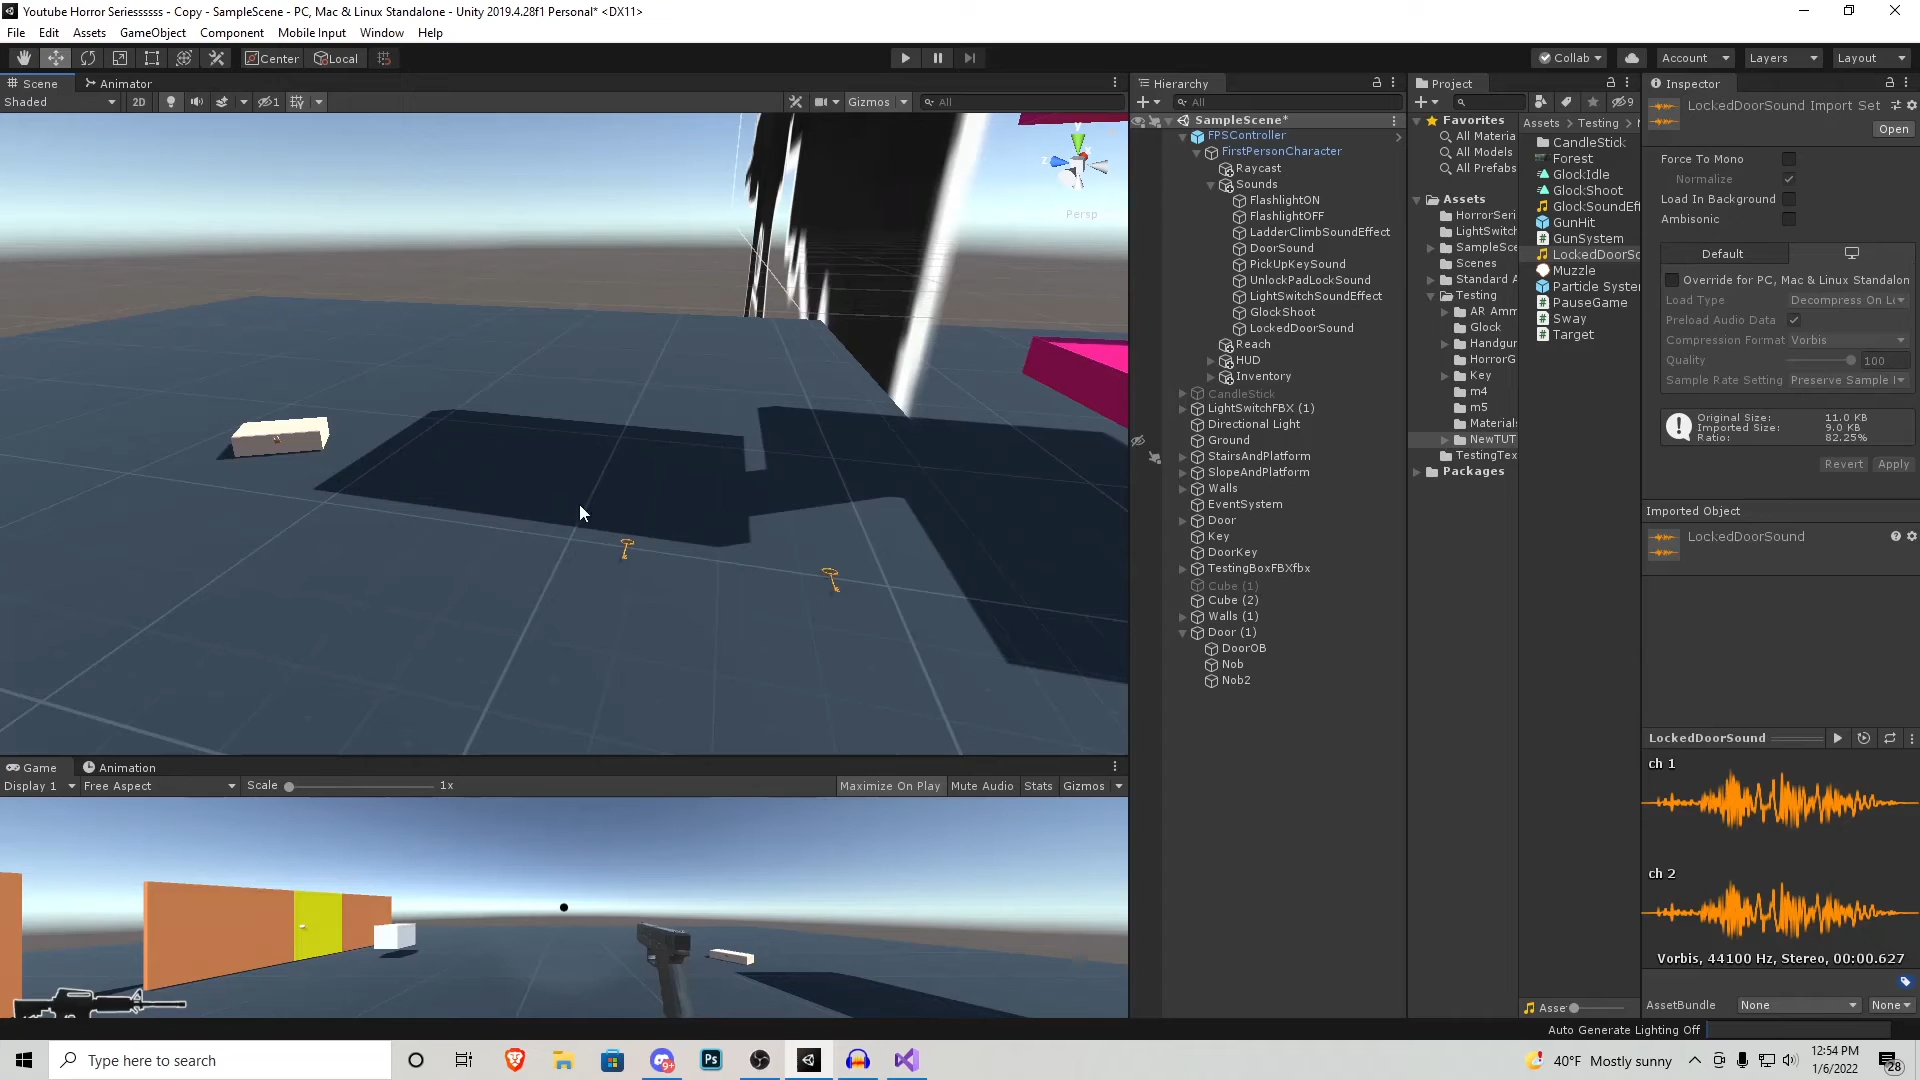 Youtube Horror Seriesssss - Copy - SampleScene - PC, Mac & Linux Standalone - Unity 2019.4.28f1 Personal* <DX11>
File Edit Assets GameObject Component Mobile Input Window Help
Center Local Collab Account Layers Layout
Scene Animator
Shaded 2D 1 Gizmos All
y
z
Persp
Game Animation
Display 1 Free Aspect Scale 1x Maximize On Play Mute Audio Stats Gizmos
Hierarchy
All
SampleScene*
FPSController
FirstPersonCharacter
Raycast
Sounds
FlashlightON
FlashlightOFF
LadderClimbSoundEffect
DoorSound
PickUpKeySound
UnlockPadLockSound
LightSwitchSoundEffect
GlockShoot
LockedDoorSound
Reach
HUD
Inventory
CandleStick
LightSwitchFBX (1)
Directional Light
Ground
StairsAndPlatform
SlopeAndPlatform
Walls
EventSystem
Door
Key
DoorKey
TestingBoxFBXfbx
Cube (1)
Cube (2)
Walls (1)
Door (1)
DoorOB
Nob
Nob2
Project
9
Favorites
All Materia
All Models
All Prefabs
Assets
HorrorSeri
LightSwitch
SampleSce
Scenes
Standard A
Testing
AR Amm
Glock
Handgur
HorrorG
Key
m4
m5
Materials
NewTUT
TestingTex
Packages
Assets > Testing >
CandleStick
Forest
GlockIdle
GlockShoot
GlockSoundEff
GunHit
GunSystem
LockedDoorSo
Muzzle
Particle System
PauseGame
Sway
Target
Asse
Inspector
LockedDoorSound Import Set
Open
Force To Mono
Normalize
Load In Background
Ambisonic
Default
Override for PC, Mac & Linux Standalon
Load Type Decompress On Lo
Preload Audio Data
Compression Format Vorbis
Quality 100
Sample Rate Setting Preserve Sample
Original Size: 11.0 KB
Imported Size: 9.0 KB
Ratio: 82.25%
Revert Apply
Imported Object
LockedDoorSound
LockedDoorSound
ch 1
ch 2
Vorbis, 44100 Hz, Stereo, 00:00.627
AssetBundle None None
Auto Generate Lighting Off
Type here to search
9+
Ps
40°F Mostly sunny
12:54 PM
1/6/2022
28